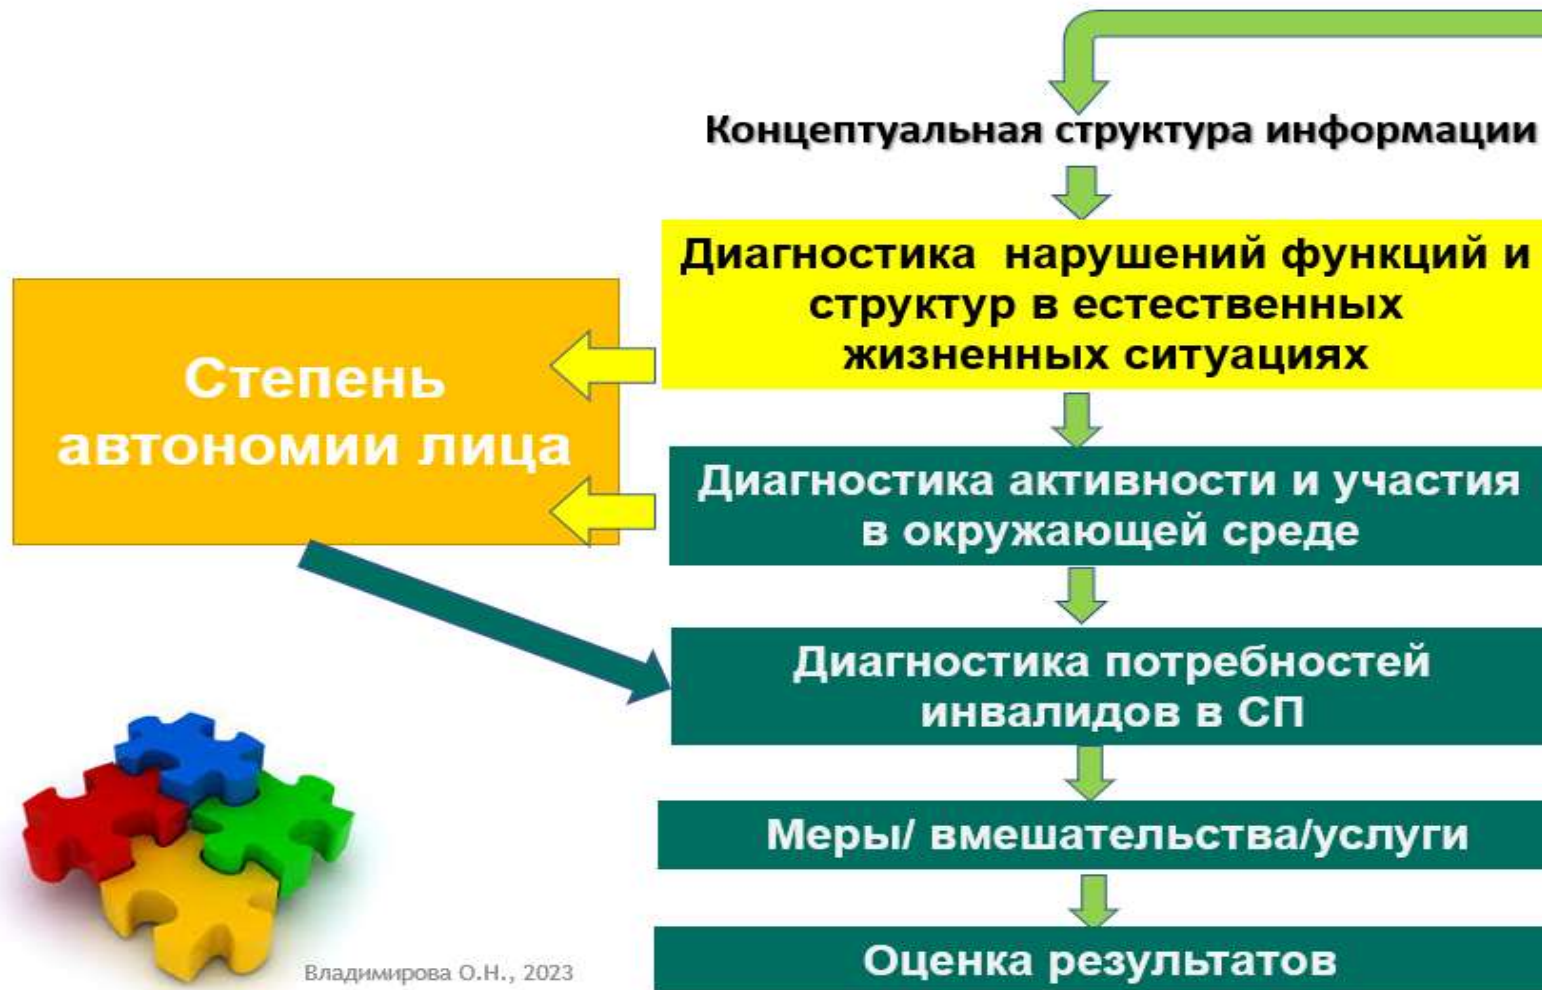 Концептуальная структура информации
Диагностика нарушений функций и
структур в естественных
жизненных ситуациях
Степень
автономии лица
Диагностика активности и участия
в окружающей среде
Диагностика потребностей
инвалидов в СП
Меры/ вмешательства/услуги
Оценка результатов
Владимирова О.Н., 2023